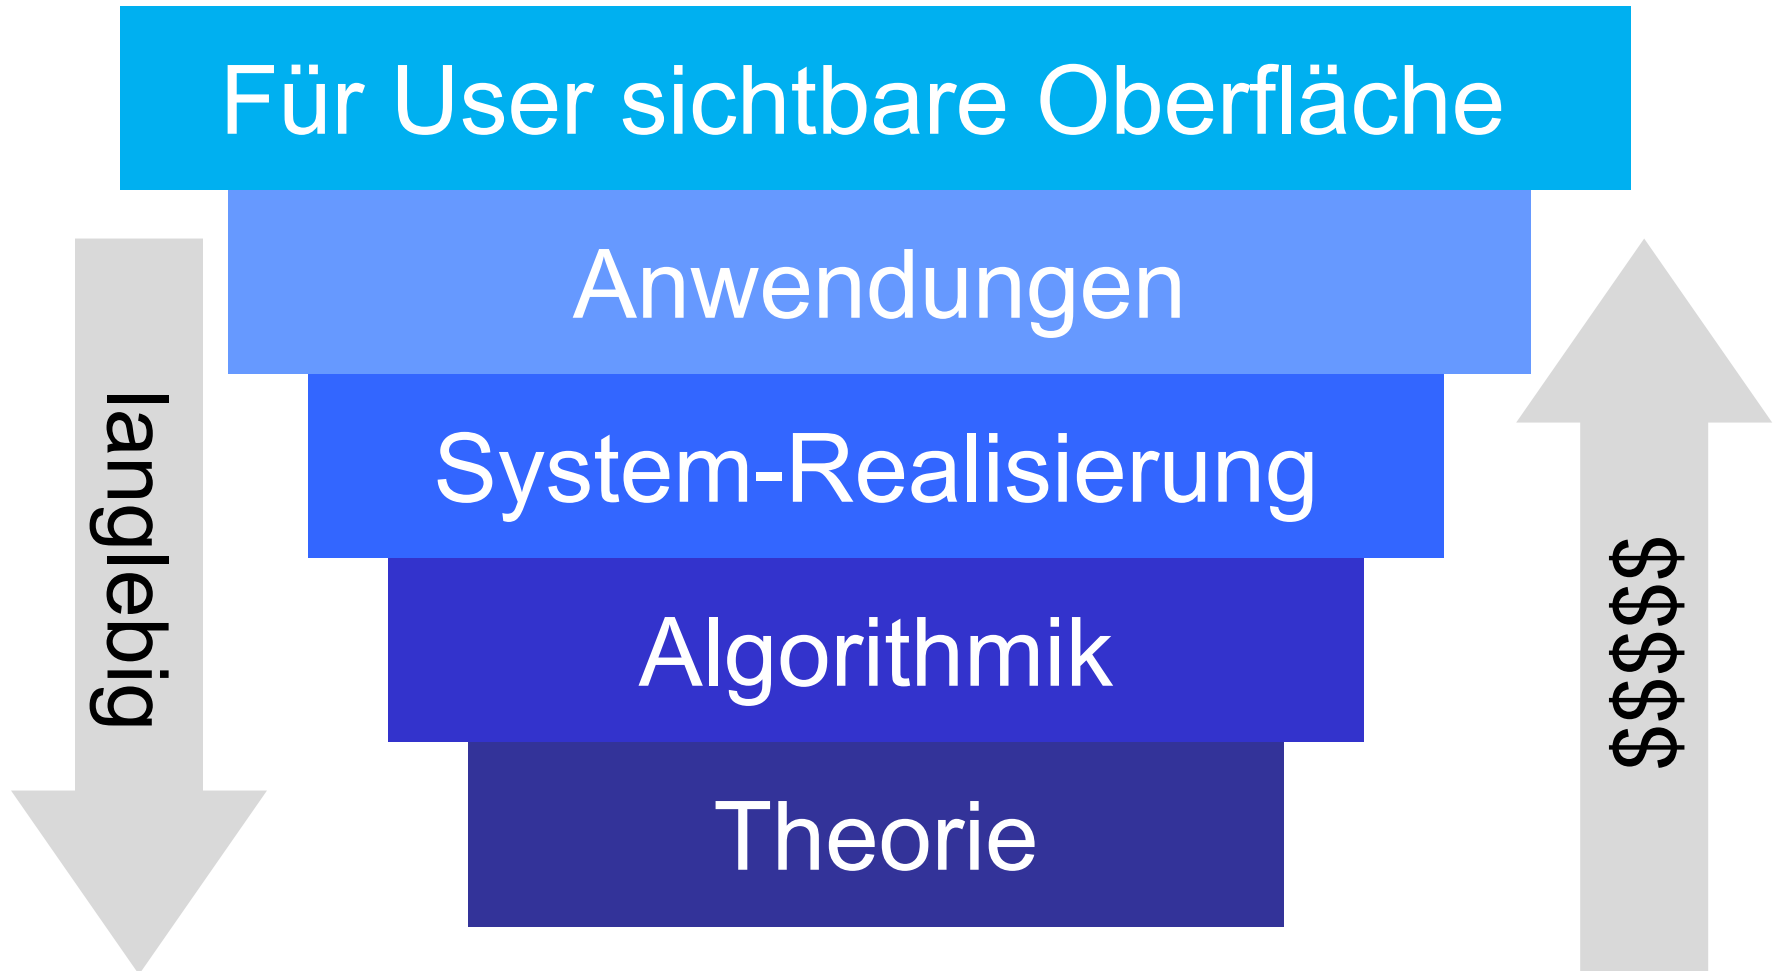 Für User sichtbare Oberfläche
Anwendungen
System-Realisierung
Algorithmik
Theorie
langlebig
$$$$$